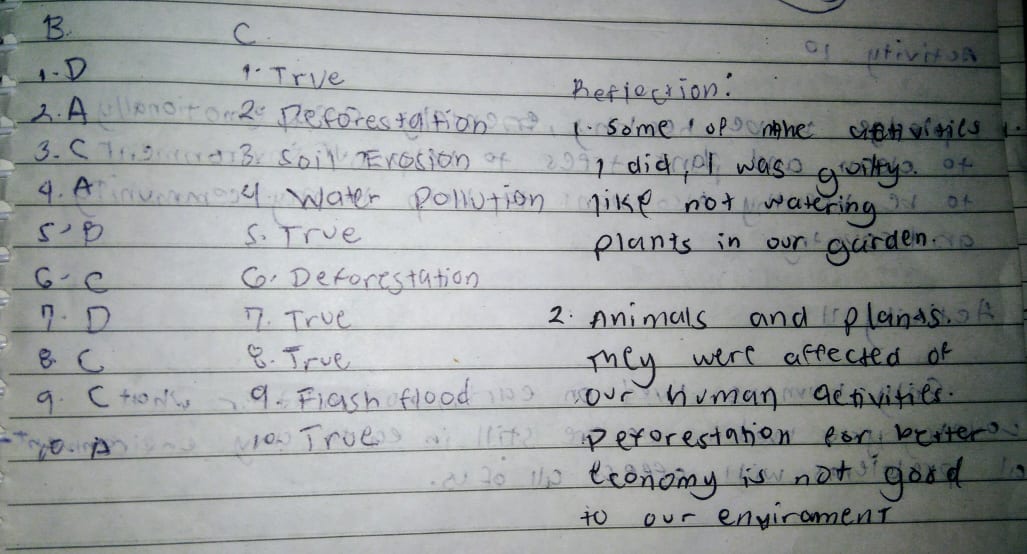 B.
1. D
2. A
3. C
4. A
5. B
6. C
7. D
8. C
9. C
10. A
C.
1. True
2. Deforestation
3. Soil Erosion
4. Water Pollution
5. True
6. Deforestation
7. True
8. True
9. Flash flood
10. True
Reflection:
1. Some of the activities
I did, I was guilty
like not watering
plants in our garden.
2. Animals and plants.
They were affected of
our human activities.
Deforestation for better
economy is not good
to our enviroment